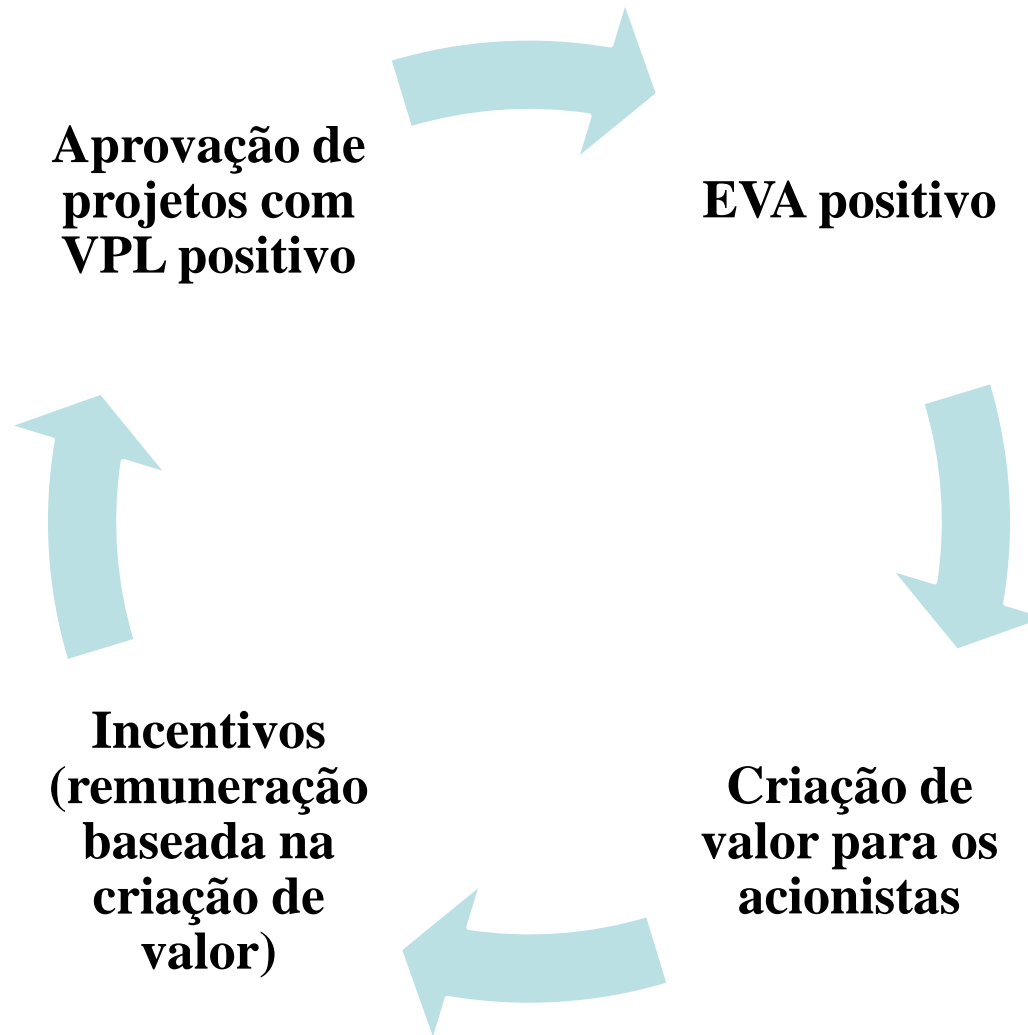 Aprovação de
projetos com
VPL positivo
EVA positivo
Criação de
valor para os
acionistas
Incentivos
(remuneração
baseada na
criação de
valor)